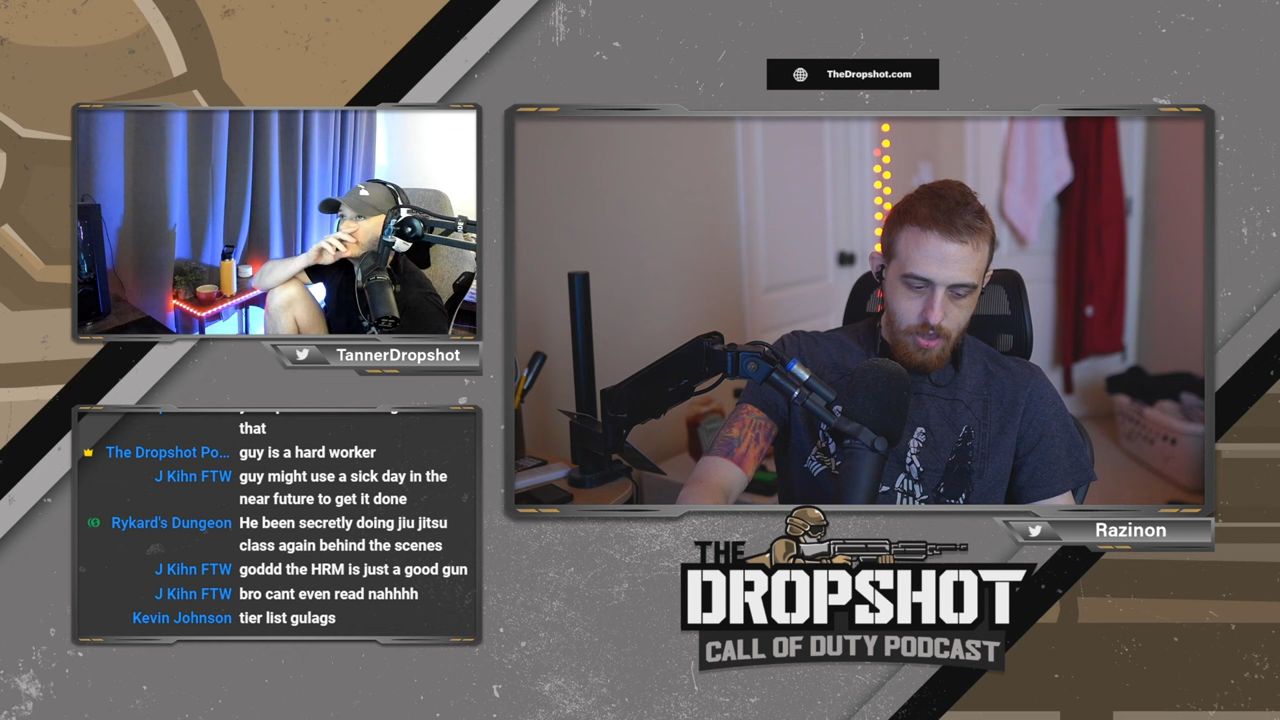 TheDropshot.com
TannerDropshot
that
The Dropshot Po... guy is a hard worker
J Kihn FTW guy might use a sick day in the
near future to get it done
Rykard's Dungeon He been secretly doing jiu jitsu
class again behind the scenes
J Kihn FTW goddd the HRM is just a good gun
J Kihn FTW bro cant even read nahhhh
Kevin Johnson tier list gulags
Razinon
THE
DROPSHOT
CALL OF DUTY PODCAST